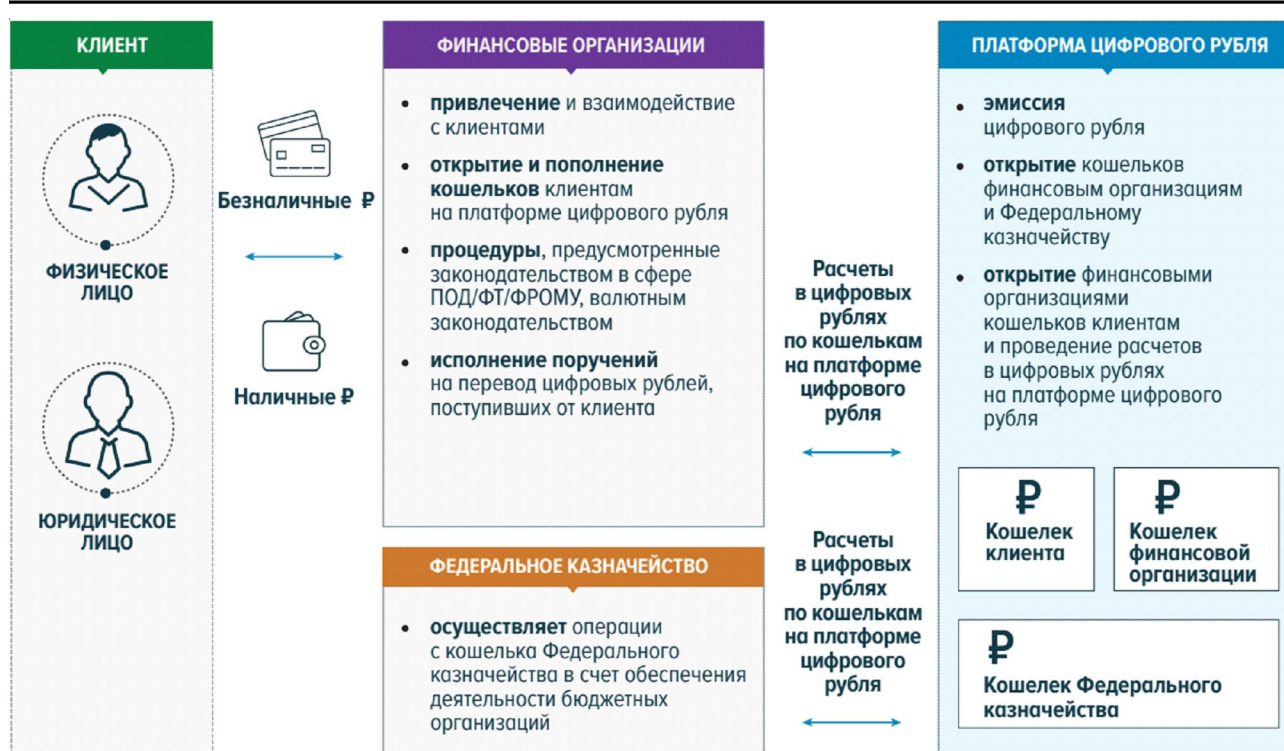 КЛИЕНТ
ФИЗИЧЕСКОЕ
ЛИЦО
ЮРИДИЧЕСКОЕ
ЛИЦО
Безналичные ₽
Наличные ₽
ФИНАНСОВЫЕ ОРГАНИЗАЦИИ
• привлечение и взаимодействие
с клиентами
• открытие и пополнение
кошельков клиентам
на платформе цифрового рубля
• процедуры, предусмотренные
законодательством в сфере
ПОД/ФТ/ФРОМУ, валютным
законодательством
• исполнение поручений
на перевод цифровых рублей,
поступивших от клиента
ФЕДЕРАЛЬНОЕ КАЗНАЧЕЙСТВО
• осуществляет операции
с кошелька Федерального
казначейства в счет обеспечения
деятельности бюджетных
организаций
Расчеты
в цифровых
рублях
по кошелькам
на платформе
цифрового
рубля
Расчеты
в цифровых
рублях
по кошелькам
на платформе
цифрового
рубля
ПЛАТФОРМА ЦИФРОВОГО РУБЛЯ
• эмиссия
цифрового рубля
• открытие кошельков
финансовым организациям
и Федеральному
казначейству
• открытие финансовыми
организациями
кошельков клиентам
и проведение расчетов
в цифровых рублях
на платформе цифрового
рубля
₽
Кошелек
клиента
₽
Кошелек
финансовой
организации
₽
Кошелек Федерального
казначейства